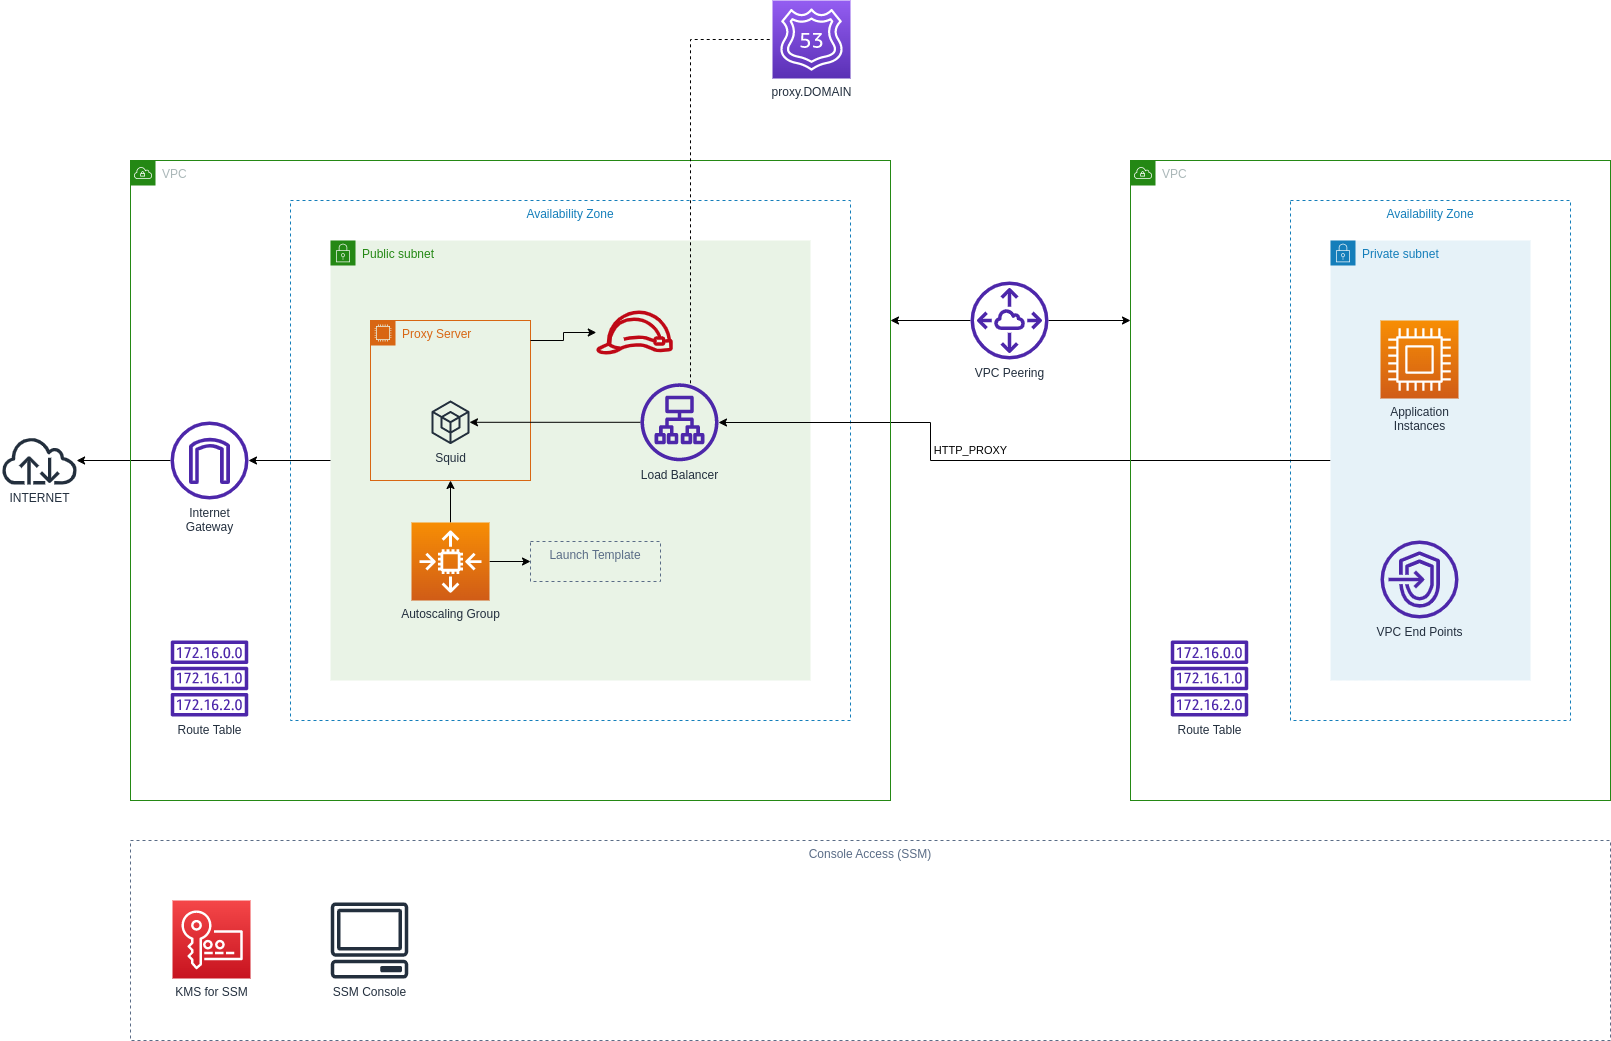 53
proxy.DOMAIN
VPC
VPC
Availability Zone
Availability Zone
Public subnet
Private subnet
Proxy Server
VPC Peering
Application
Instances
HTTP_PROXY
Squid
Load Balancer
INTERNET
Internet
Gateway
Launch Template
Autoscaling Group
VPC End Points
172.16.0.0
172.16.1.0
172.16.2.0
Route Table
172.16.0.0
172.16.1.0
172.16.2.0
Route Table
Console Access (SSM)
KMS for SSM
SSM Console